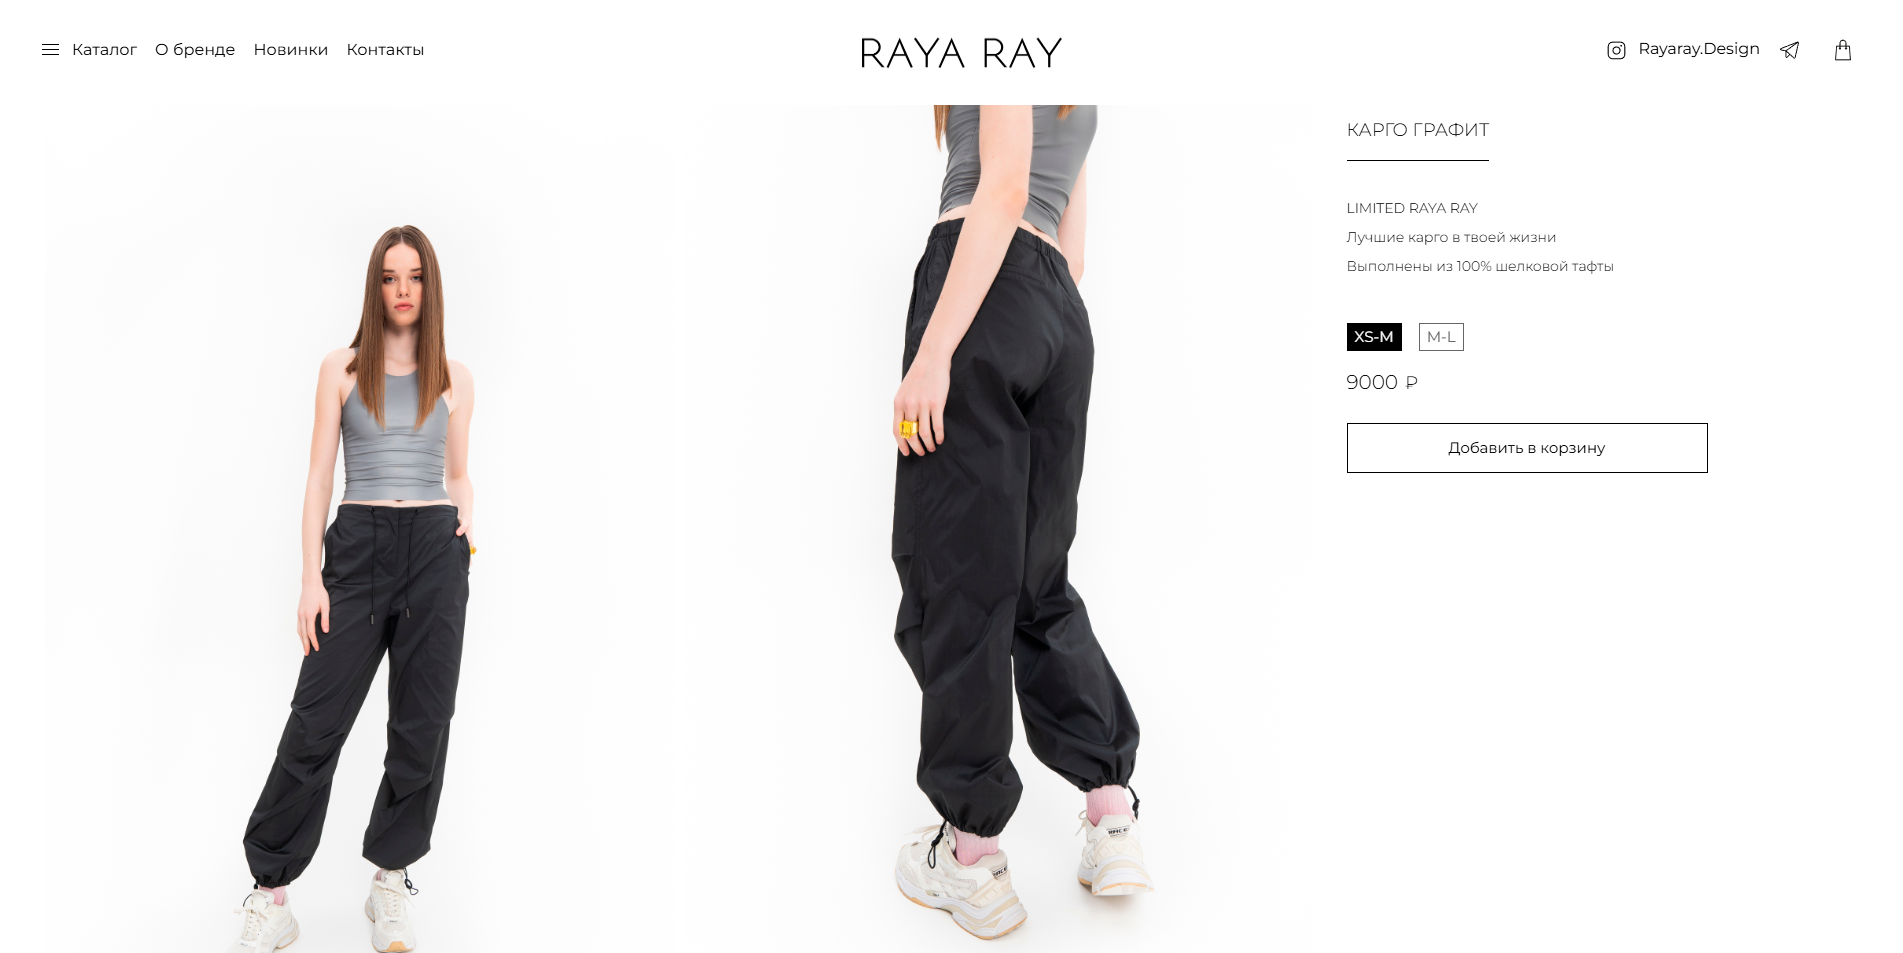 Каталог О бренде Новинки Контакты
RAYA RAY
Rayaray.Design
КАРГО ГРАФИТ
LIMITED RAYA RAY
Лучшие карго в твоей жизни
Выполнены из 100% шелковой тафты
XS-M M-L
9000 ₽
Добавить в корзину